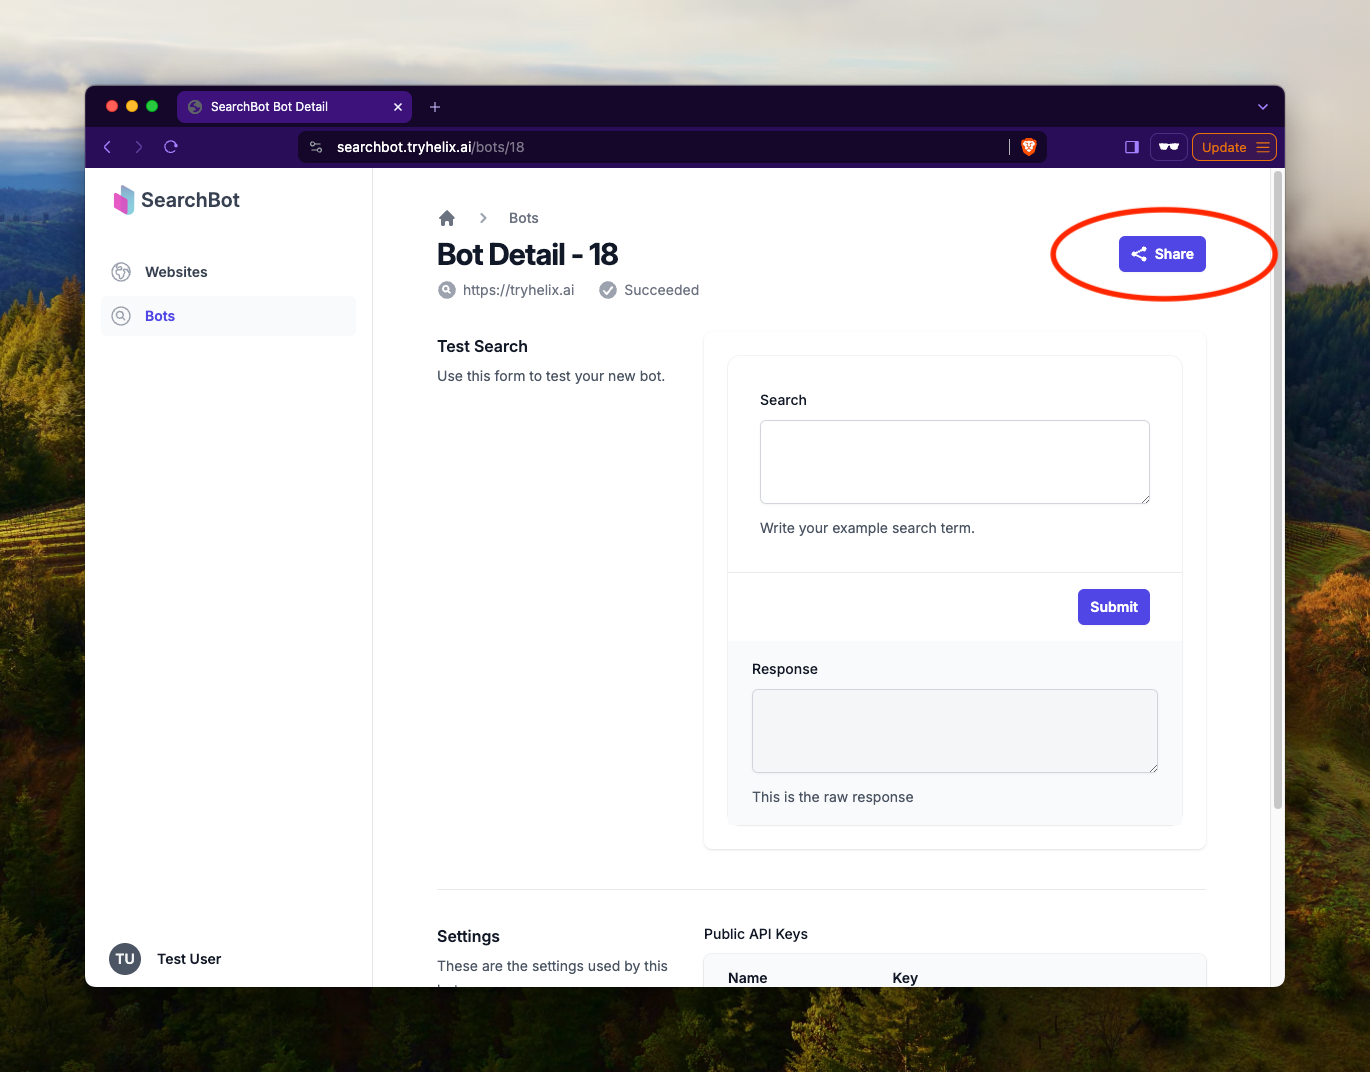 SearchBot Bot Detail
searchbot.tryhelix.ai/bots/18
Update
SearchBot
Websites
Bots
Bots
Bot Detail - 18
https://tryhelix.ai
Succeeded
Share
Test Search
Use this form to test your new bot.
Search
Write your example search term.
Submit
Response
This is the raw response
Settings
These are the settings used by this
Public API Keys
Name Key
TU Test User